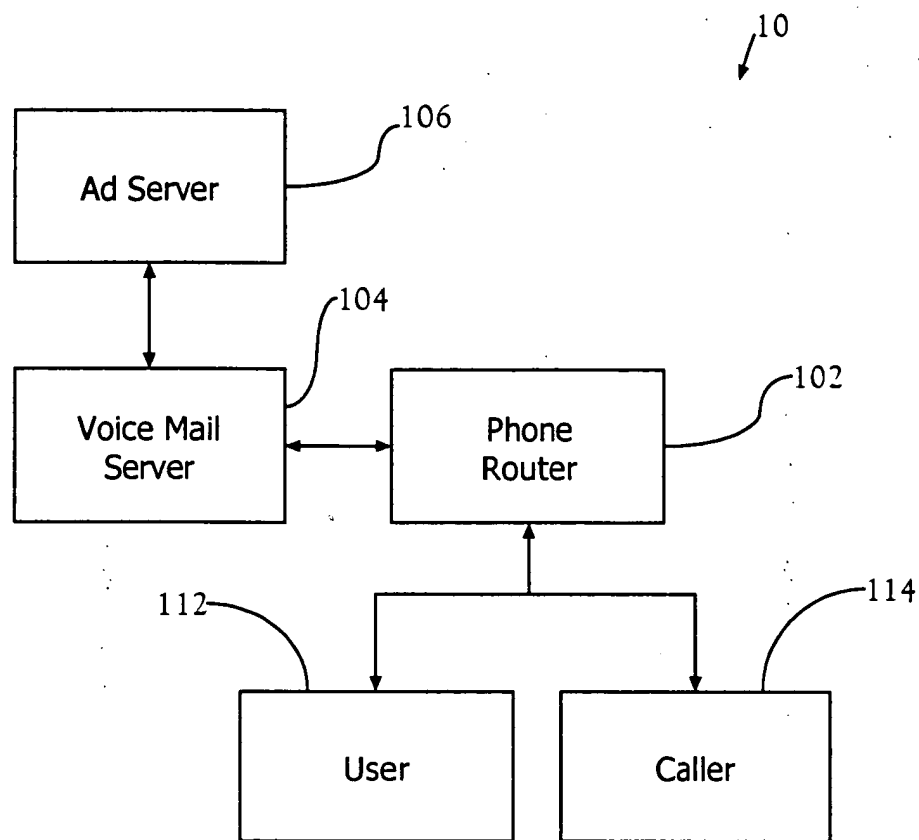 10
106
Ad Server
104
Voice Mail
Server
102
Phone
Router
112
114
User
Caller